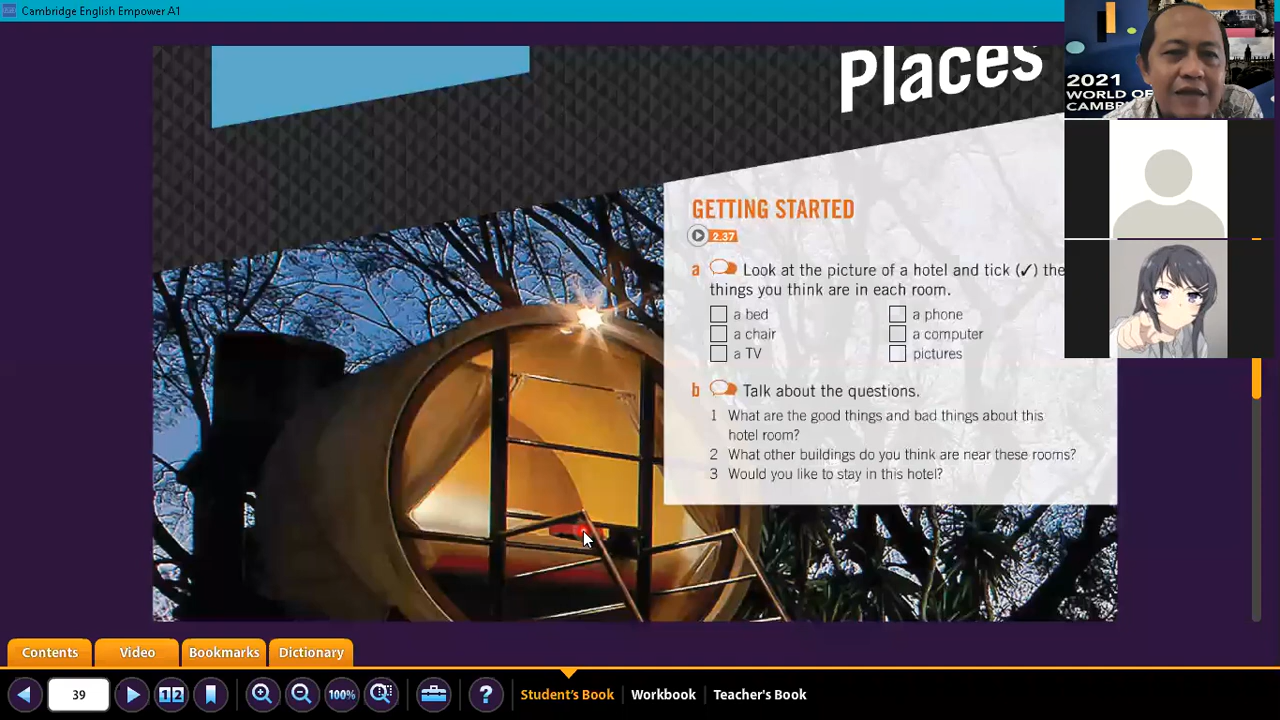 Cambridge English Empower A1
Places
2021
WORLD OF
CAMBRI
GETTING STARTED
2.37
a Look at the picture of a hotel and tick (✓) the
things you think are in each room.
a bed
a phone
a chair
a computer
a TV
pictures
b Talk about the questions.
1 What are the good things and bad things about this
hotel room?
2 What other buildings do you think are near these rooms?
3 Would you like to stay in this hotel?
Contents Video Bookmarks Dictionary
39 1 2 100% ? Student's Book Workbook Teacher's Book